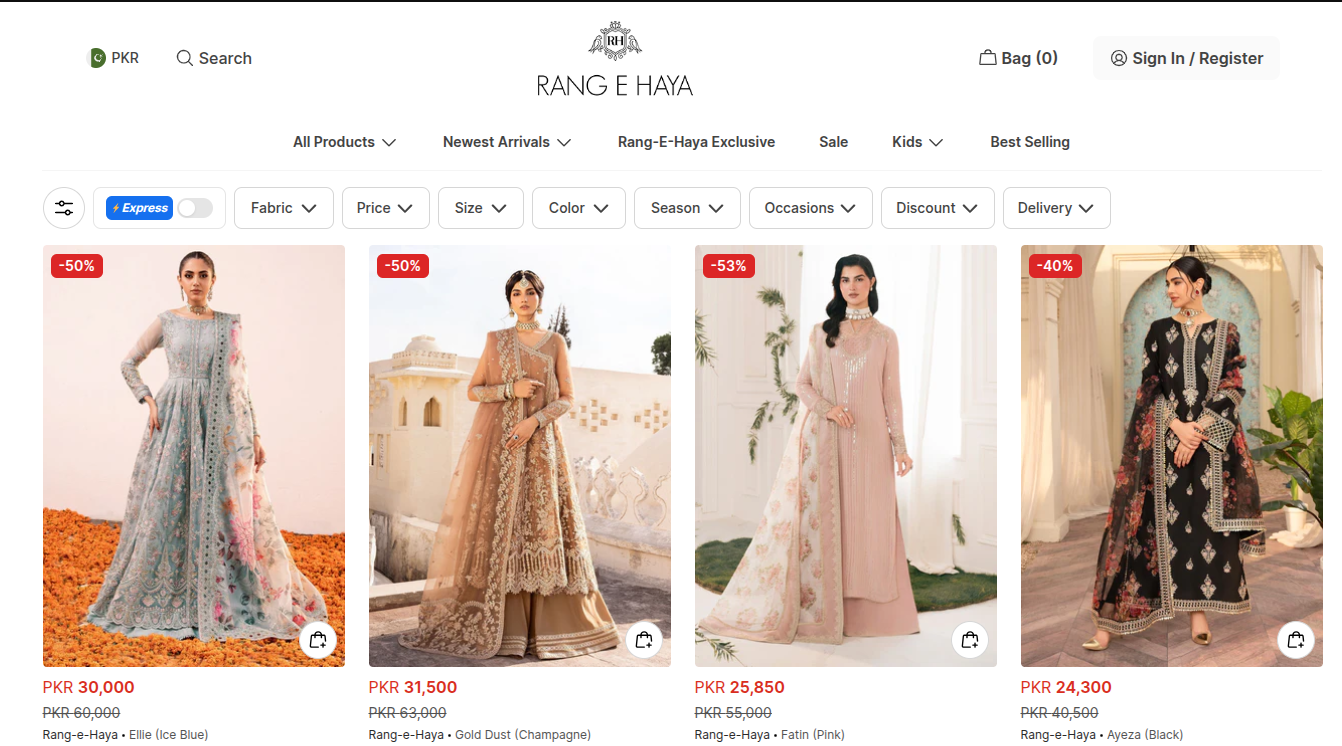 PKR
Search
RH
RANG E HAYA
Bag (0)
Sign In / Register
All Products
Newest Arrivals
Rang-E-Haya Exclusive
Sale
Kids
Best Selling
Express
Fabric
Price
Size
Color
Season
Occasions
Discount
Delivery
-50%
-50%
-53%
-40%
PKR 30,000
PKR 60,000
Rang-e-Haya • Ellie (Ice Blue)
PKR 31,500
PKR 63,000
Rang-e-Haya • Gold Dust (Champagne)
PKR 25,850
PKR 55,000
Rang-e-Haya • Fatin (Pink)
PKR 24,300
PKR 40,500
Rang-e-Haya • Ayeza (Black)